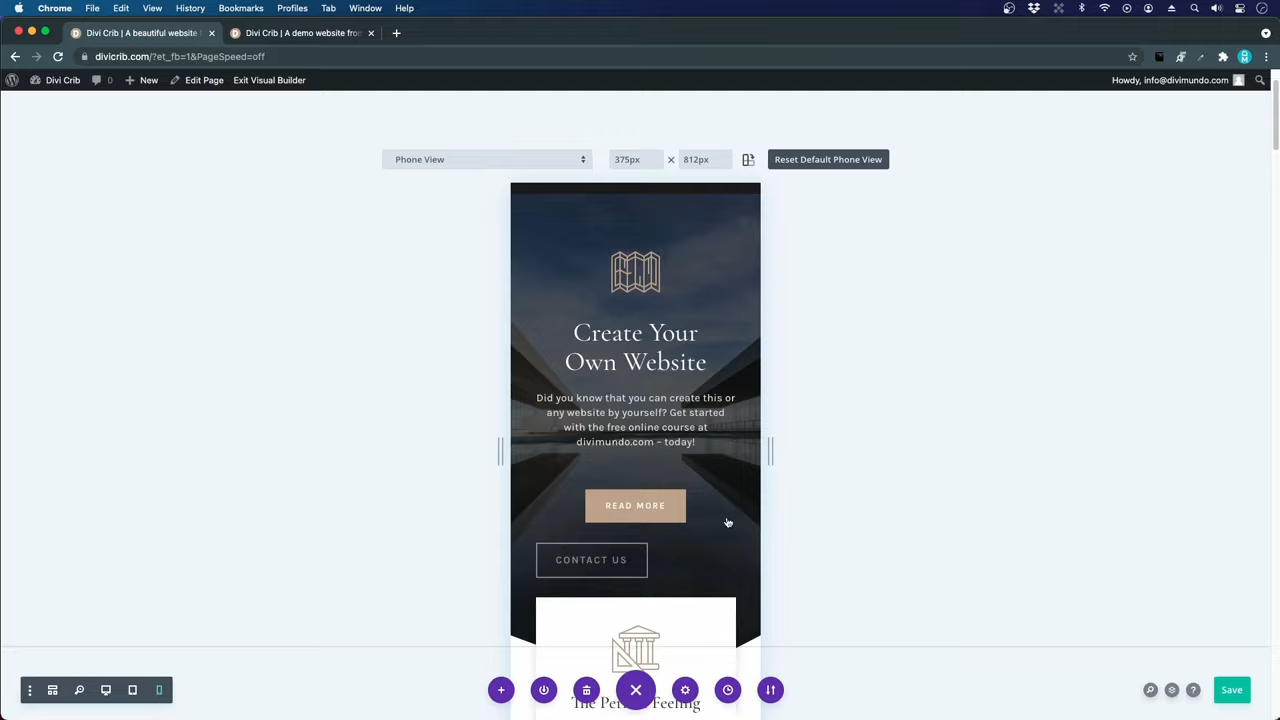 Chrome File Edit View History Bookmarks Profiles Tab Window Help
Divi Crib | A beautiful website
Divi Crib | A demo website fro
divicrib.com/?et_fb=1&PageSpeed=off
Divi Crib 0 New Edit Page Exit Visual Builder Howdy, info@divimundo.com
Phone View 375px × 812px Reset Default Phone View
Create Your
Own Website
Did you know that you can create this or
any website by yourself? Get started
with the free online course at
divimundo.com – today!
READ MORE
CONTACT US
Save
The Feeling